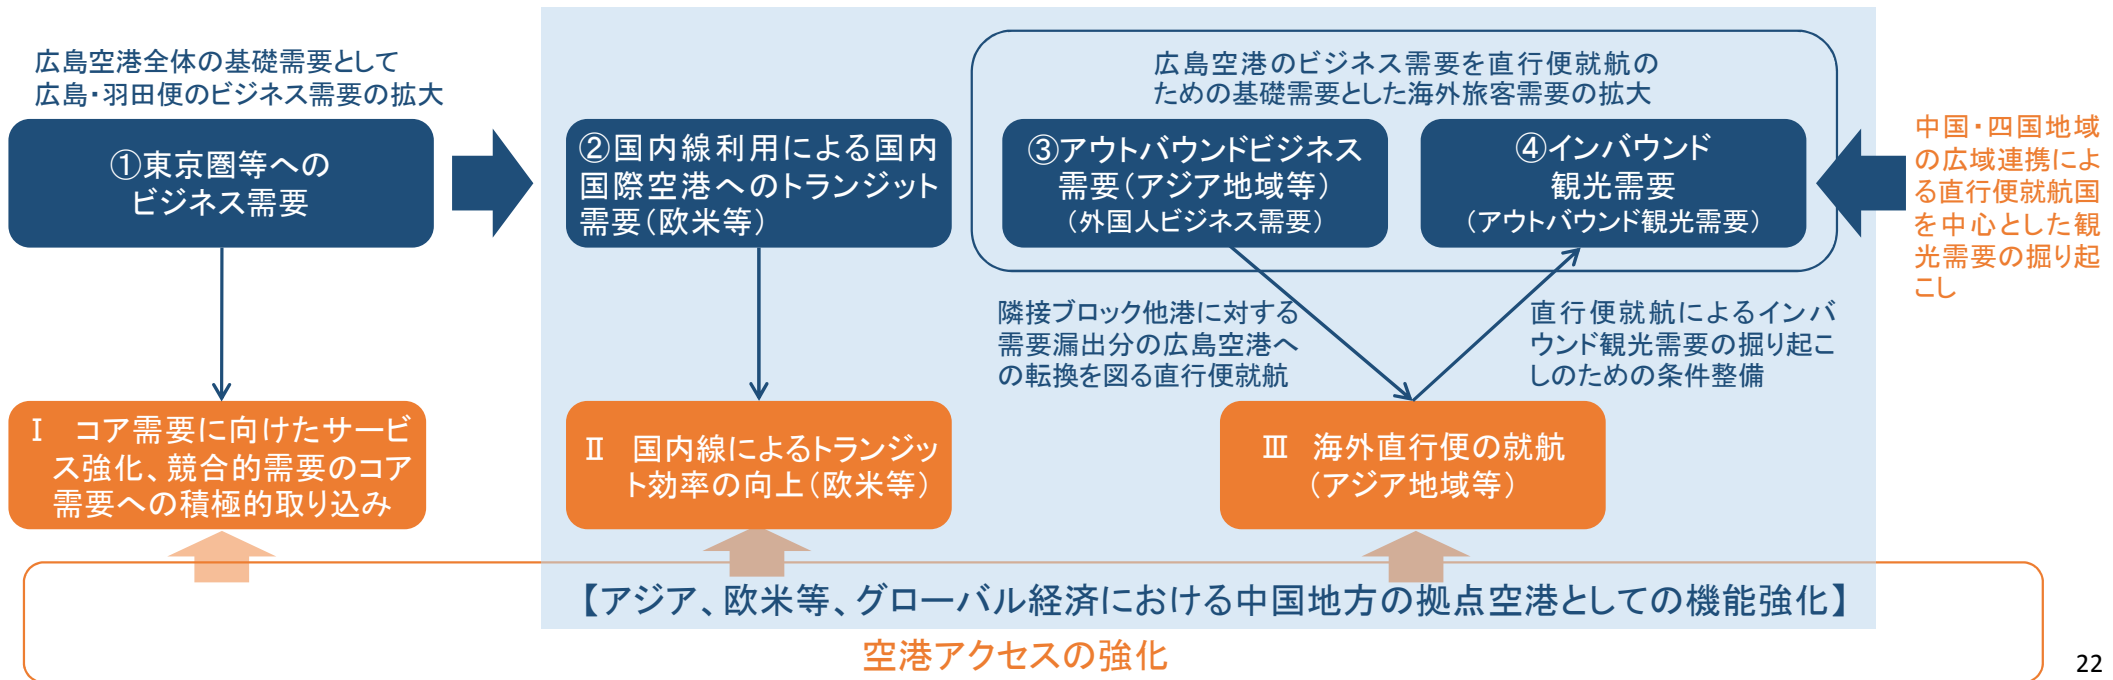 広島空港全体の基礎需要として
広島・羽田便のビジネス需要の拡大
①東京圏等への
ビジネス需要
②国内線利用による国内
国際空港へのトランジット
需要（欧米等）
広島空港のビジネス需要を直行便就航の
ための基礎需要とした海外旅客需要の拡大
③アウトバウンドビジネス
需要（アジア地域等）
（外国人ビジネス需要）
④インバウンド
観光需要
（アウトバウンド観光需要）
中国・四国地域
の広域連携によ
る直行便就航国
を中心とした観
光需要の掘り起
こし
隣接ブロック他港に対する
需要漏出分の広島空港へ
の転換を図る直行便就航
直行便就航によるインバ
ウンド観光需要の掘り起こ
しのための条件整備
Ⅰ　コア需要に向けたサービ
ス強化、競合的需要のコア
需要への積極的取り込み
Ⅱ　国内線によるトランジッ
ト効率の向上（欧米等）
Ⅲ　海外直行便の就航
（アジア地域等）
【アジア、欧米等、グローバル経済における中国地方の拠点空港としての機能強化】
空港アクセスの強化
22